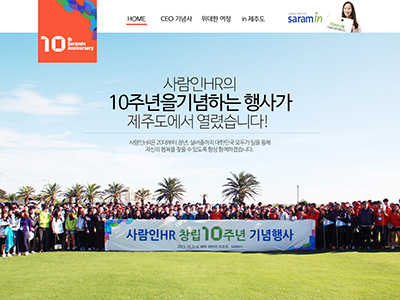 10
th
Saramin
Anniversary
HOME
CEO 기념사
위대한 여정
in 제주도
saramin
사람인HR의
10주년을기념하는 행사가
제주도에서 열렸습니다!
사람인HR은 20대부터 청년, 실버층까지 대한민국 모두가 일을 통해
자신의 행복을 찾을 수 있도록 항상 함께하겠습니다.
사람인HR 창립10주년 기념행사